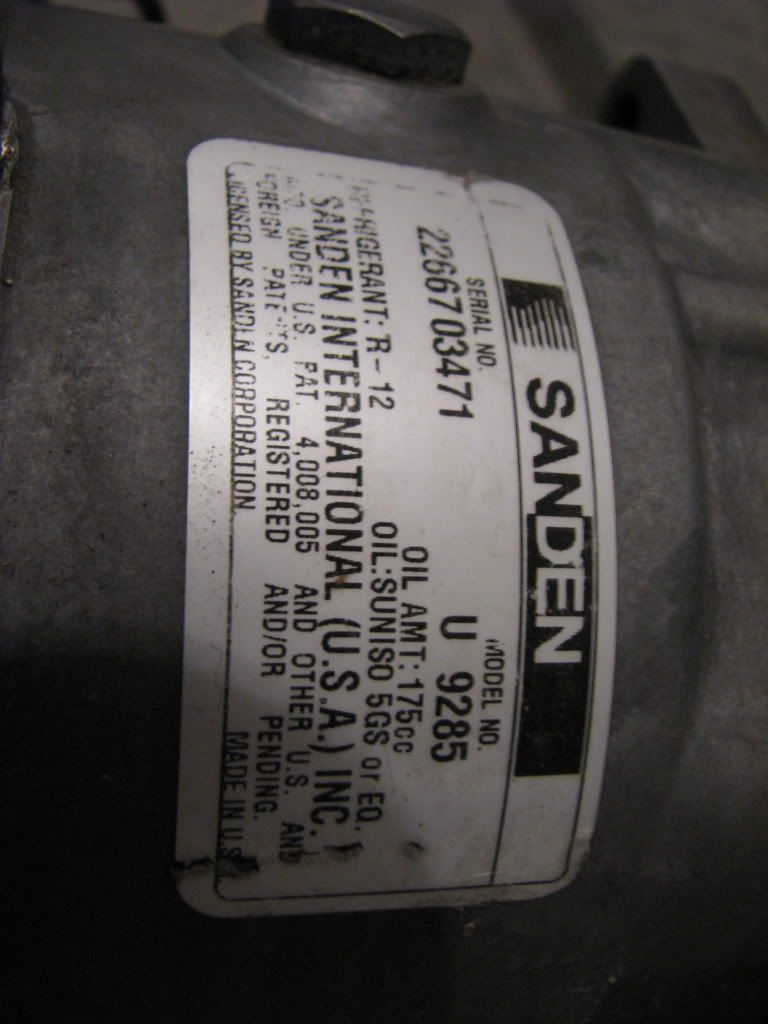 SANDEN
SERIAL NO. MODEL NO.
2266703471 U 9285
OIL AMT: 175cc
REFRIGERANT: R-12 OIL: SUNISO 5GS or EQ.
SANDEN INTERNATIONAL (U.S.A.) INC.
UNDER U.S. PAT. 4,008,005 AND OTHER U.S. AND
FOREIGN PATENTS, REGISTERED AND/OR PENDING.
LICENSED BY SANDEN CORPORATION MADE IN U.S